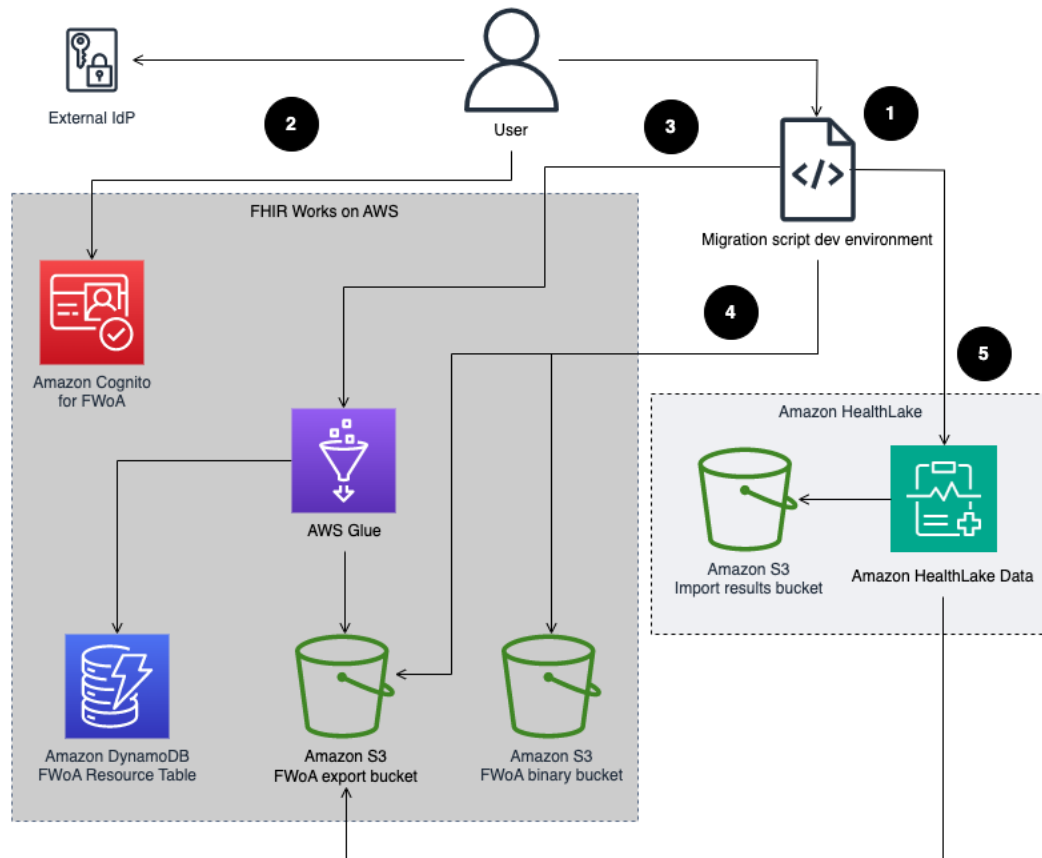 External IdP
User
1
2
3
Migration script dev environment
FHIR Works on AWS
4
5
Amazon Cognito
for FWoA
Amazon HealthLake
AWS Glue
Amazon S3
Import results bucket
Amazon HealthLake Data
Amazon DynamoDB
FWoA Resource Table
Amazon S3
FWoA export bucket
Amazon S3
FWoA binary bucket